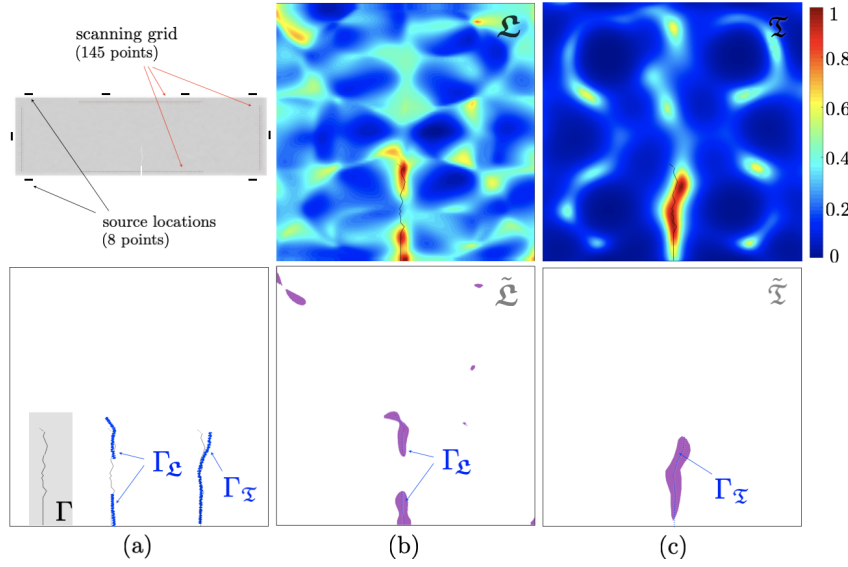 scanning grid
(145 points)
source locations
(8 points)
𝔏
𝔗
1
0.8
0.6
0.4
0.2
0
Γ
Γ𝔏
Γ𝔗
𝔏̃
Γ𝔏
𝔗̃
Γ𝔗
(a)
(b)
(c)